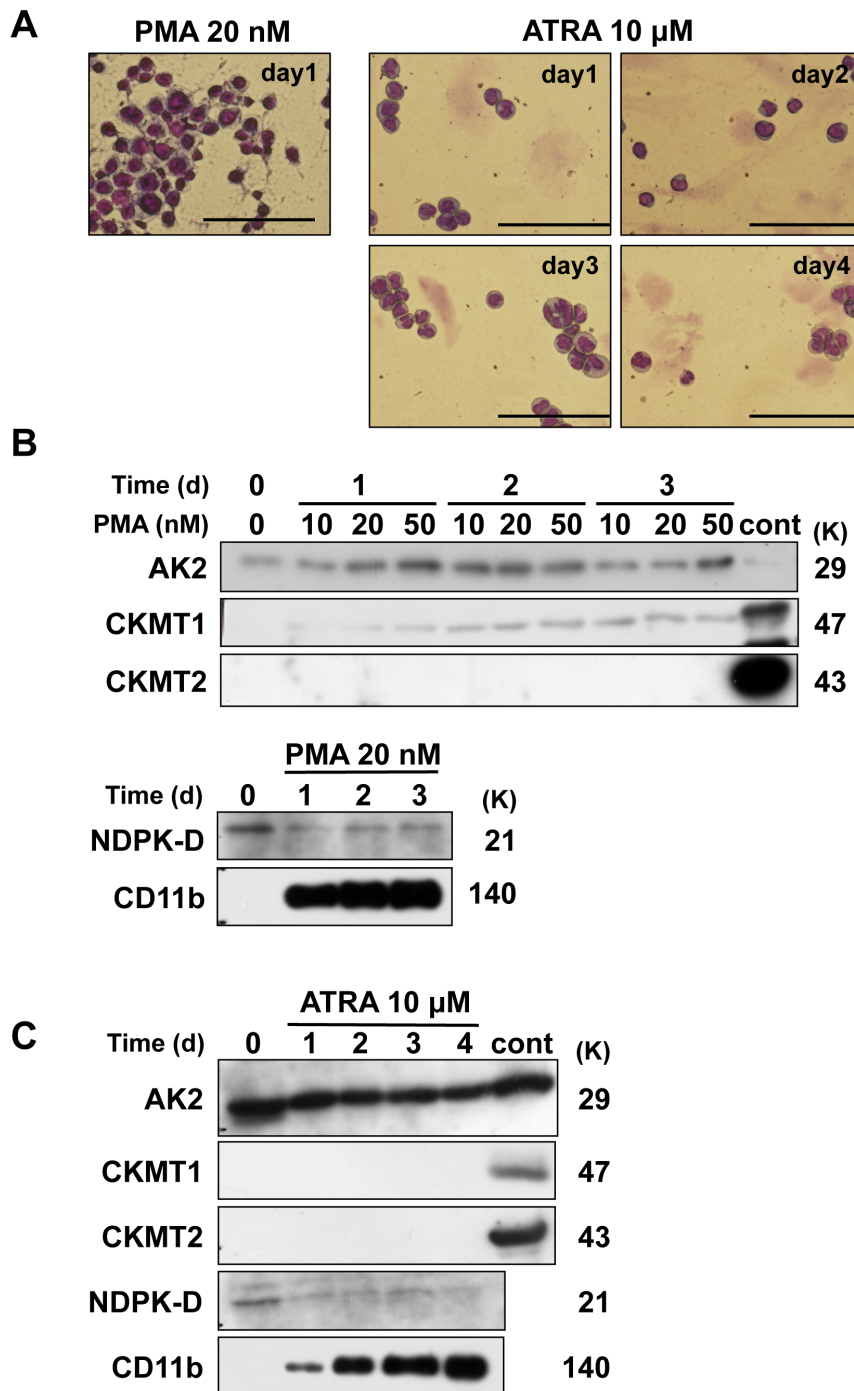 A
PMA 20 nM
ATRA 10 µM
day1
day1
day2
day3
day4
B
Time (d) 0 1 2 3
PMA (nM) 0 10 20 50 10 20 50 10 20 50 cont (K)
AK2 29
CKMT1 47
CKMT2 43
PMA 20 nM
Time (d) 0 1 2 3 (K)
NDPK-D 21
CD11b 140
C
ATRA 10 µM
Time (d) 0 1 2 3 4 cont (K)
AK2 29
CKMT1 47
CKMT2 43
NDPK-D 21
CD11b 140